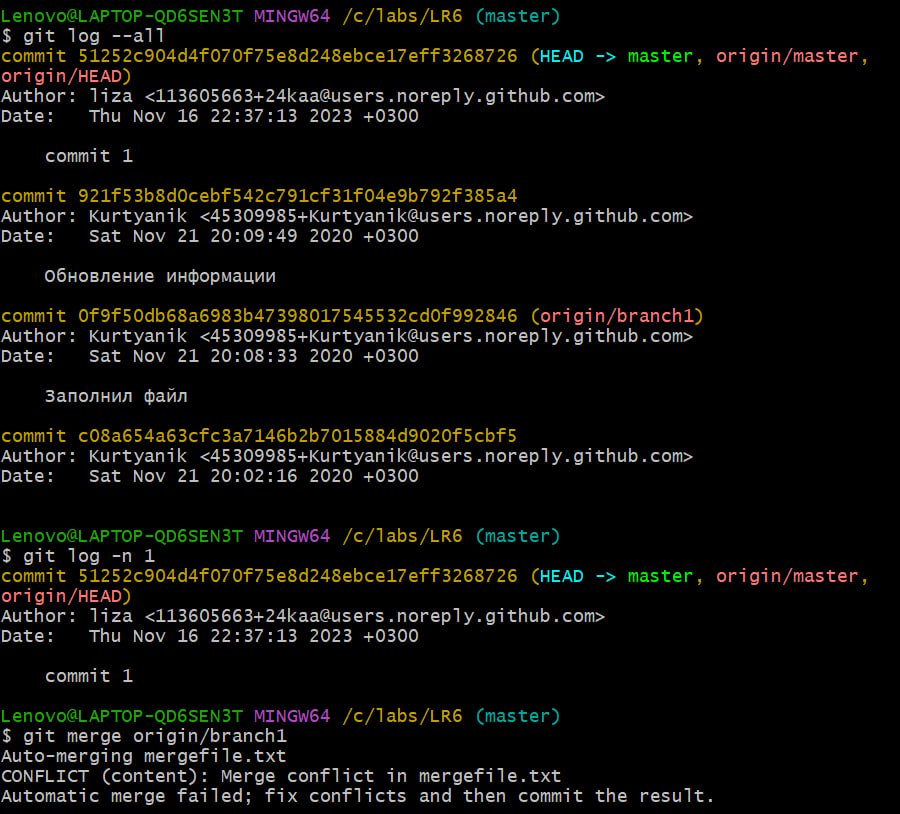 Lenovo@LAPTOP-QD6SEN3T MINGW64 /c/labs/LR6 (master)
$ git log --all
commit 51252c904d4f070f75e8d248ebce17eff3268726 (HEAD -> master, origin/master,
origin/HEAD)
Author: liza <113605663+24kaa@users.noreply.github.com>
Date:   Thu Nov 16 22:37:13 2023 +0300
    commit 1
commit 921f53b8d0cebf542c791cf31f04e9b792f385a4
Author: Kurtyanik <45309985+Kurtyanik@users.noreply.github.com>
Date:   Sat Nov 21 20:09:49 2020 +0300
    Обновление информации
commit 0f9f50db68a6983b47398017545532cd0f992846 (origin/branch1)
Author: Kurtyanik <45309985+Kurtyanik@users.noreply.github.com>
Date:   Sat Nov 21 20:08:33 2020 +0300
    Заполнил файл
commit c08a654a63cfc3a7146b2b7015884d9020f5cbf5
Author: Kurtyanik <45309985+Kurtyanik@users.noreply.github.com>
Date:   Sat Nov 21 20:02:16 2020 +0300
Lenovo@LAPTOP-QD6SEN3T MINGW64 /c/labs/LR6 (master)
$ git log -n 1
commit 51252c904d4f070f75e8d248ebce17eff3268726 (HEAD -> master, origin/master,
origin/HEAD)
Author: liza <113605663+24kaa@users.noreply.github.com>
Date:   Thu Nov 16 22:37:13 2023 +0300
    commit 1
Lenovo@LAPTOP-QD6SEN3T MINGW64 /c/labs/LR6 (master)
$ git merge origin/branch1
Auto-merging mergefile.txt
CONFLICT (content): Merge conflict in mergefile.txt
Automatic merge failed; fix conflicts and then commit the result.